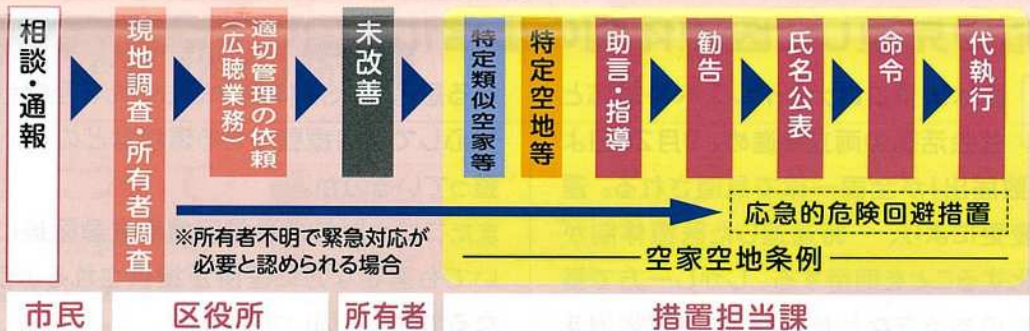 相談・通報
現地調査・所有者調査
適切管理の依頼
(広聴業務)
未改善
特定類似空家等
特定空地等
助言・指導
勧告
氏名公表
命令
代執行
※所有者不明で緊急対応が
必要と認められる場合
応急的危険回避措置
空家空地条例
市民
区役所
所有者
措置担当課